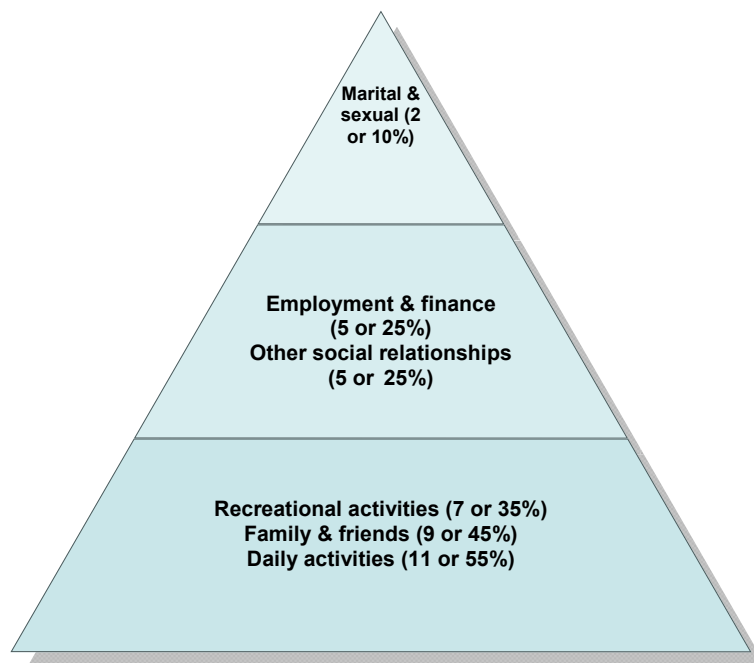 Marital &
sexual (2
or 10%)
Employment & finance
(5 or 25%)
Other social relationships
(5 or 25%)
Recreational activities (7 or 35%)
Family & friends (9 or 45%)
Daily activities (11 or 55%)